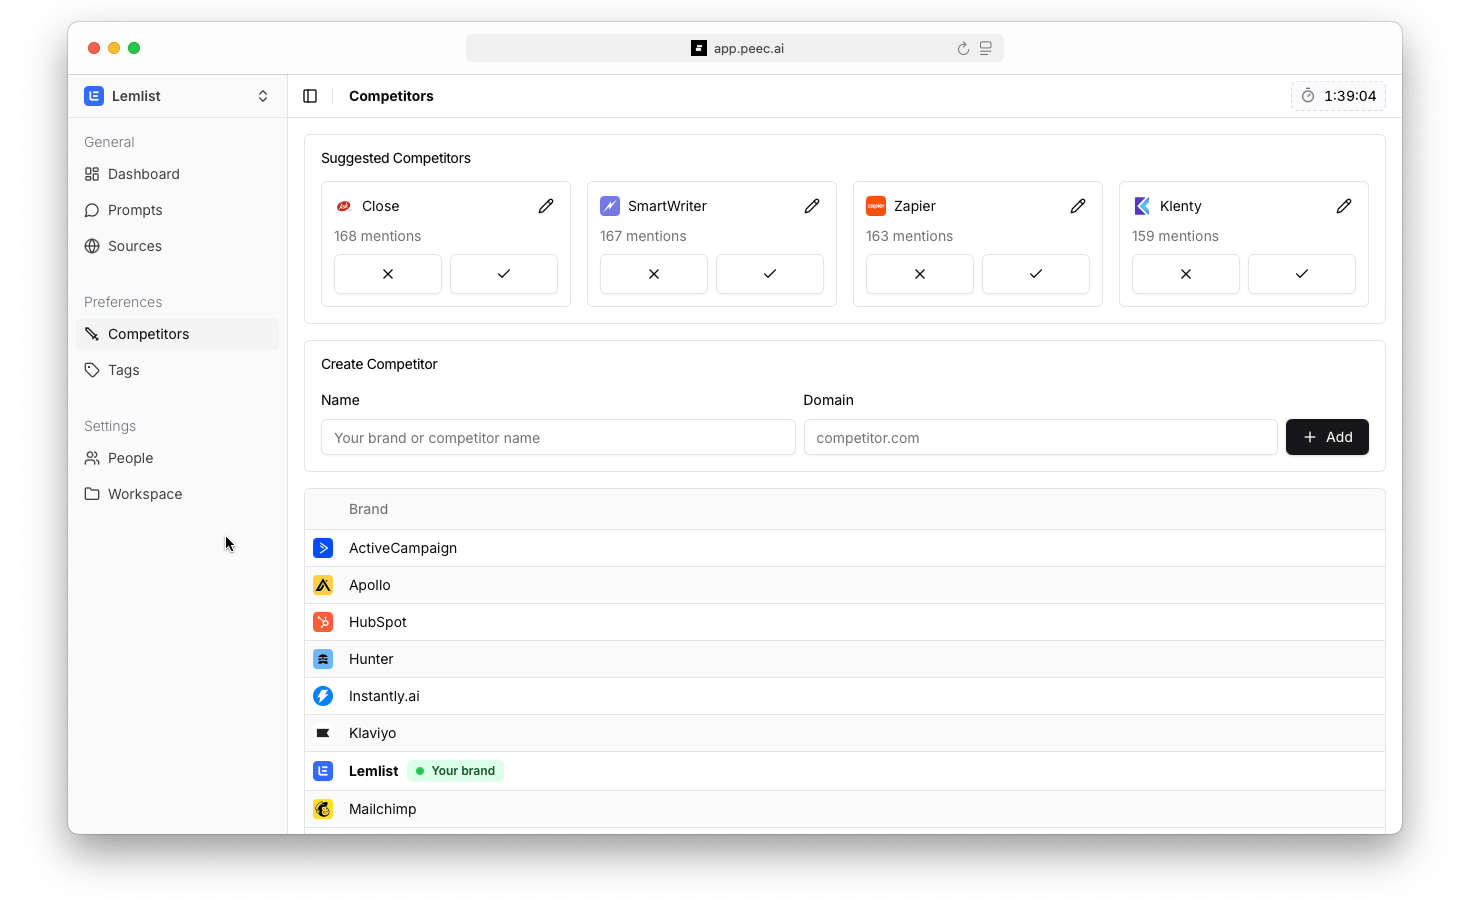 app.peec.ai
Lemlist
Competitors
1:39:04
General
Dashboard
Prompts
Sources
Preferences
Competitors
Tags
Settings
People
Workspace
Suggested Competitors
Close
168 mentions
SmartWriter
167 mentions
Zapier
163 mentions
Klenty
159 mentions
Create Competitor
Name
Domain
Your brand or competitor name
competitor.com
Add
Brand
ActiveCampaign
Apollo
HubSpot
Hunter
Instantly.ai
Klaviyo
Lemlist Your brand
Mailchimp